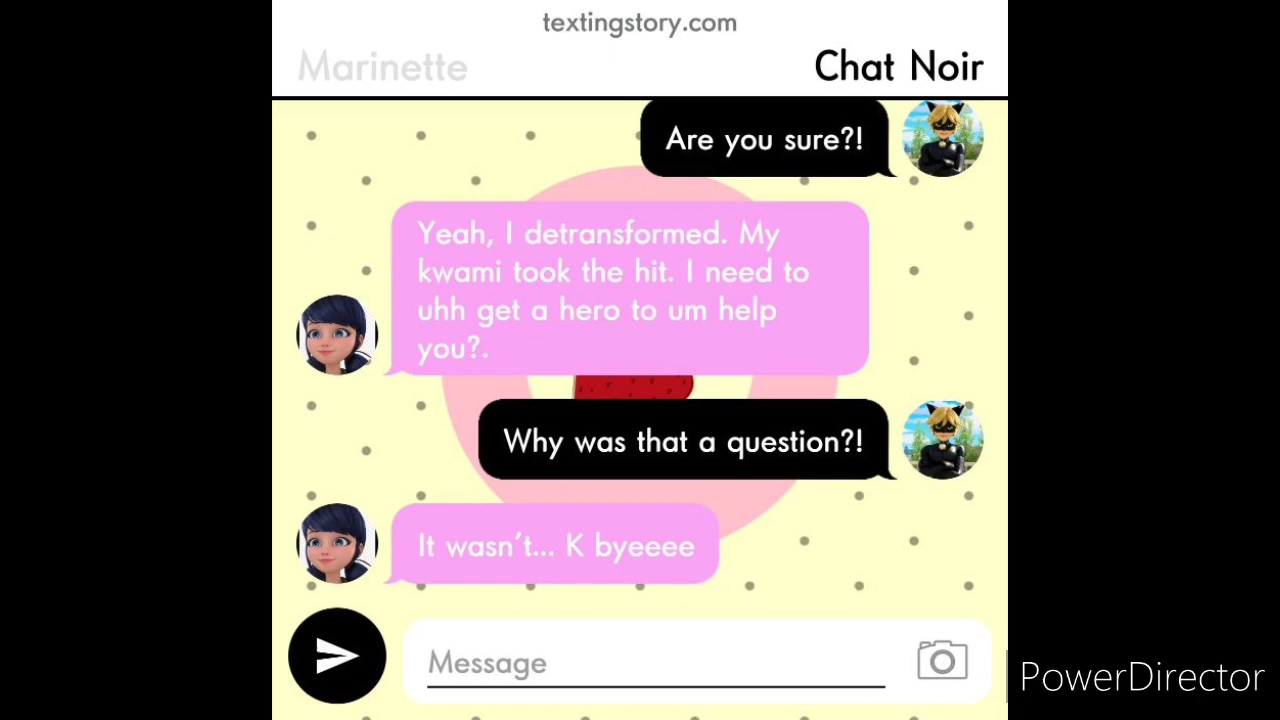 textingstory.com
Marinette
Chat Noir
Are you sure?!
Yeah, I detransformed. My
kwami took the hit. I need to
uhh get a hero to um help
you?.
Why was that a question?!
It wasn't... K byeeee
Message
PowerDirector